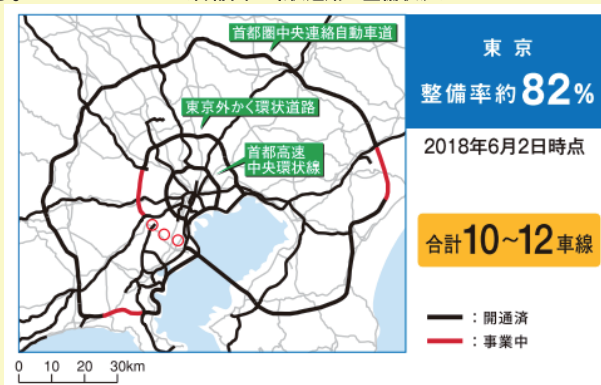 首都圏中央連絡自動車道
東京外かく環状道路
首都高速
中央環状線
東京
整備率約82%
2018年6月2日時点
合計10~12車線
:開通済
:事業中
0 10 20 30km